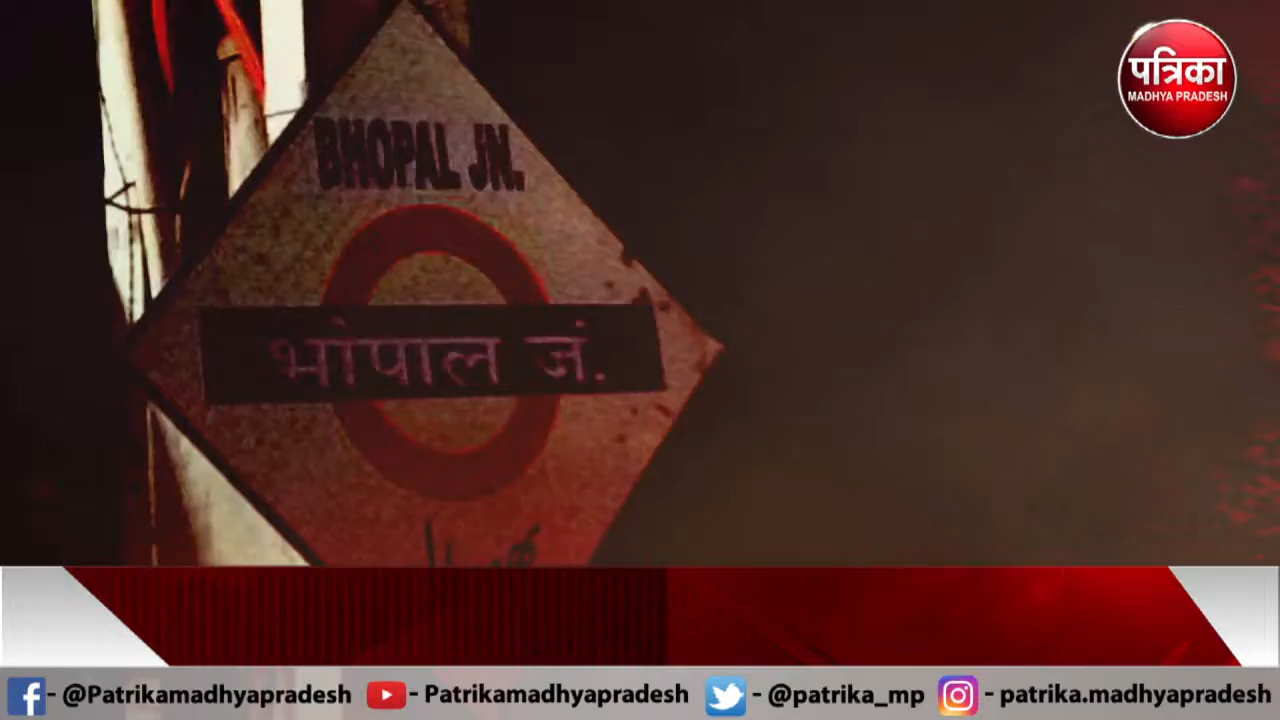 पत्रिका
MADHYA PRADESH
BHOPAL JN.
भोपाल जं.
- @Patrikamadhyapradesh - Patrikamadhyapradesh - @patrika_mp - patrika.madhyapradesh